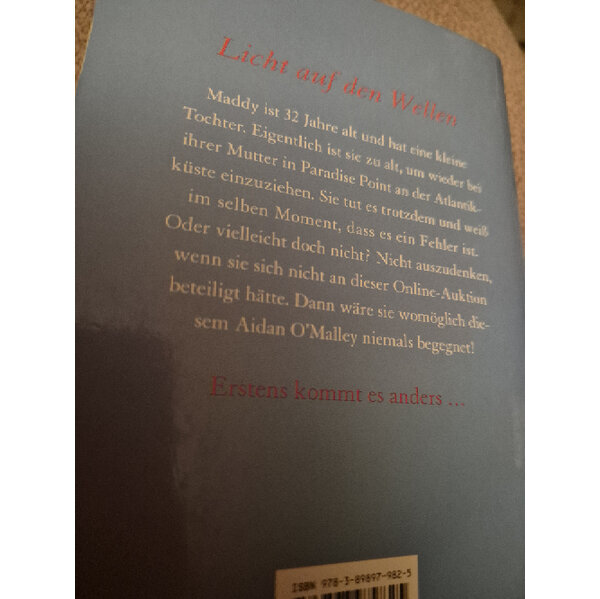 Licht auf den Wellen
Maddy ist 32 Jahre alt und hat eine kleine
Tochter. Eigentlich ist sie zu alt, um wieder bei
ihrer Mutter in Paradise Point an der Atlantik-
küste einzuziehen. Sie tut es trotzdem und weiß
im selben Moment, dass es ein Fehler ist.
Oder vielleicht doch nicht? Nicht auszudenken,
wenn sie sich nicht an dieser Online-Auktion
beteiligt hätte. Dann wäre sie womöglich die-
sem Aidan O'Malley niemals begegnet!
Erstens kommt es anders ...
ISBN 978-3-89897-982-5